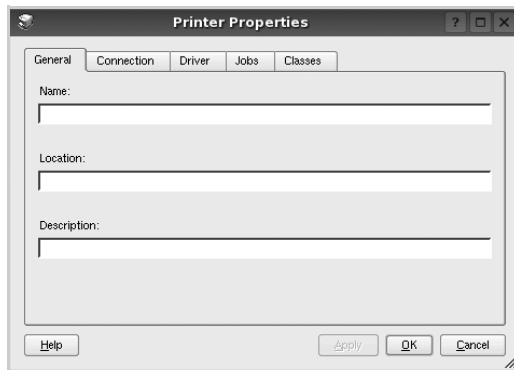 Printer Properties ?
General Connection Driver Jobs Classes
Name:
Location:
Description:
Help Apply OK Cancel